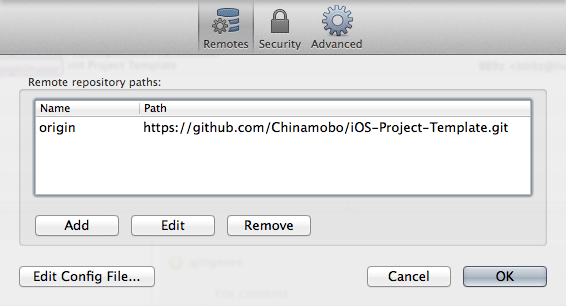 Remotes Security Advanced
Remote repository paths:
Name Path
origin https://github.com/Chinamobo/iOS-Project-Template.git
Add Edit Remove
Edit Config File... Cancel OK